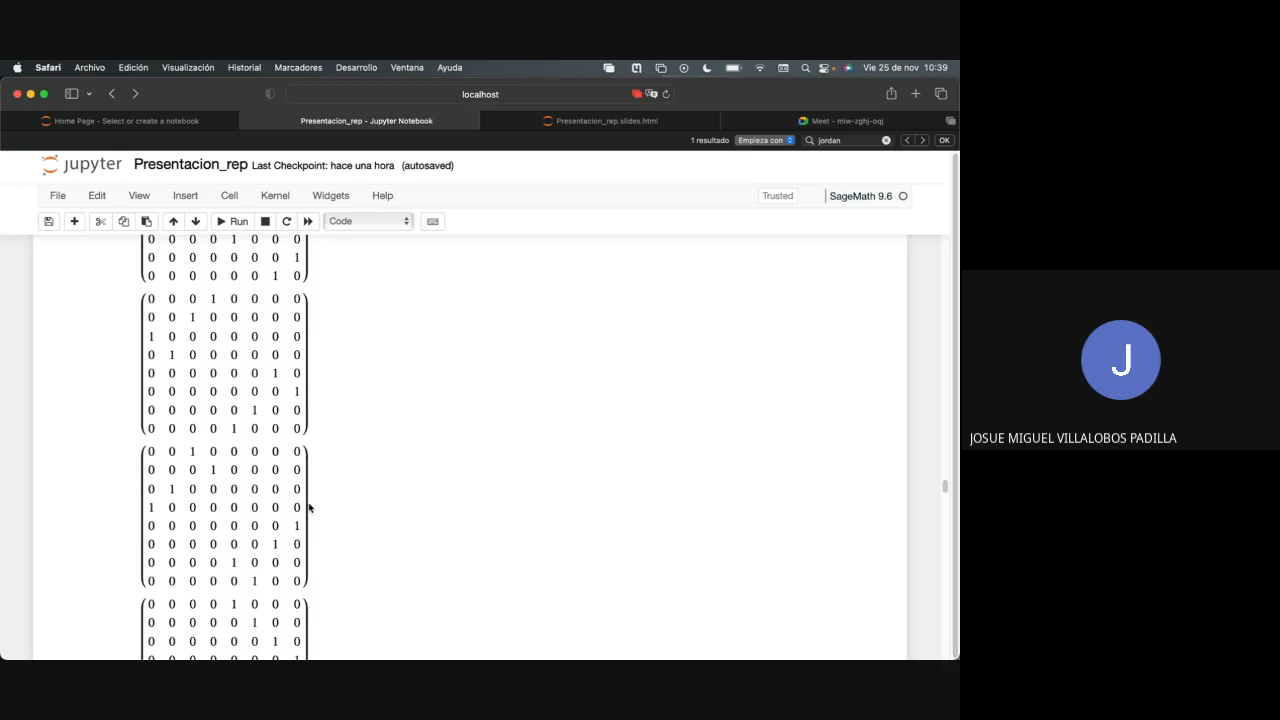 Safari Archivo Edición Visualización Historial Marcadores Desarrollo Ventana Ayuda Vie 25 de nov 10:39
localhost
Home Page - Select or create a notebook Presentacion_rep - Jupyter Notebook Presentacion_rep.slides.html Meet - miw-zghj-oqj
1 resultado Empieza con jordan OK
jupyter Presentacion_rep Last Checkpoint: hace una hora (autosaved)
File Edit View Insert Cell Kernel Widgets Help Trusted SageMath 9.6
Run Code
0 0 0 0 1 0 0 0
0 0 0 0 0 0 0 1
0 0 0 0 0 0 1 0
0 0 0 1 0 0 0 0
0 0 1 0 0 0 0 0
1 0 0 0 0 0 0 0
0 1 0 0 0 0 0 0
0 0 0 0 0 0 1 0
0 0 0 0 0 0 0 1
0 0 0 0 0 1 0 0
0 0 0 0 1 0 0 0
0 0 1 0 0 0 0 0
0 0 0 1 0 0 0 0
0 1 0 0 0 0 0 0
1 0 0 0 0 0 0 0
0 0 0 0 0 0 0 1
0 0 0 0 0 0 1 0
0 0 0 0 1 0 0 0
0 0 0 0 0 1 0 0
0 0 0 0 1 0 0 0
0 0 0 0 0 1 0 0
0 0 0 0 0 0 1 0
0 0 0 0 0 0 0 1
J
JOSUE MIGUEL VILLALOBOS PADILLA